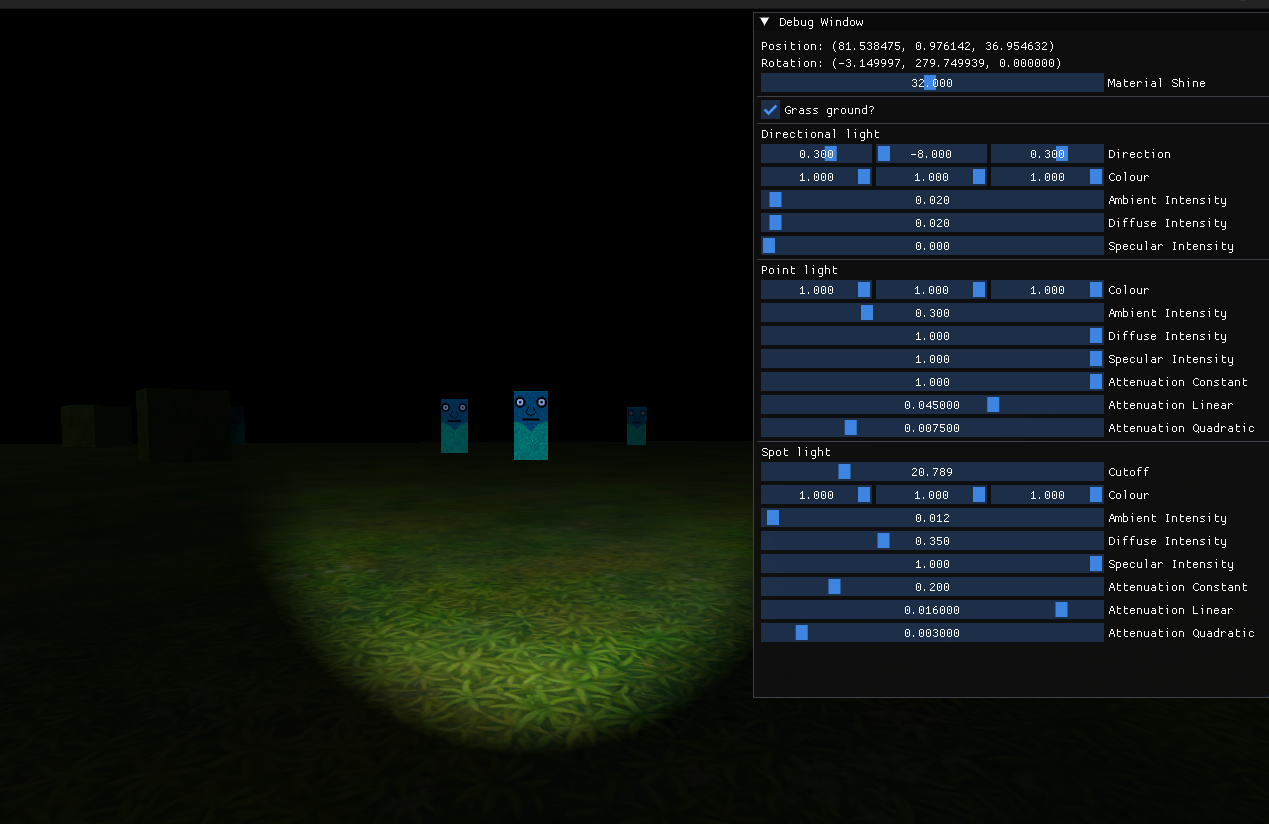 Debug Window
Position: (81.538475, 0.976142, 36.954632)
Rotation: (-3.149997, 279.749939, 0.000000)
32.000 Material Shine
Grass ground?
Directional light
0.300 -8.000 0.300 Direction
1.000 1.000 1.000 Colour
0.020 Ambient Intensity
0.020 Diffuse Intensity
0.000 Specular Intensity
Point light
1.000 1.000 1.000 Colour
0.300 Ambient Intensity
1.000 Diffuse Intensity
1.000 Specular Intensity
1.000 Attenuation Constant
0.045000 Attenuation Linear
0.007500 Attenuation Quadratic
Spot light
20.789 Cutoff
1.000 1.000 1.000 Colour
0.012 Ambient Intensity
0.350 Diffuse Intensity
1.000 Specular Intensity
0.200 Attenuation Constant
0.016000 Attenuation Linear
0.003000 Attenuation Quadratic